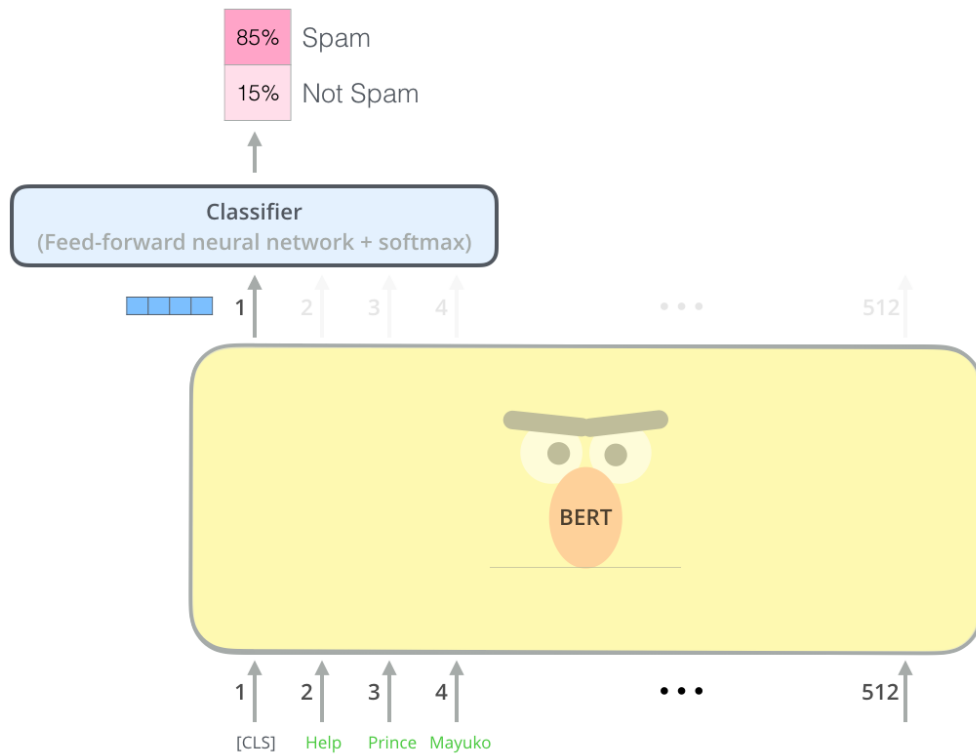 85% Spam
15% Not Spam
Classifier
(Feed-forward neural network + softmax)
1 2 3 4 ••• 512
BERT
1 2 3 4 ••• 512
[CLS] Help Prince Mayuko